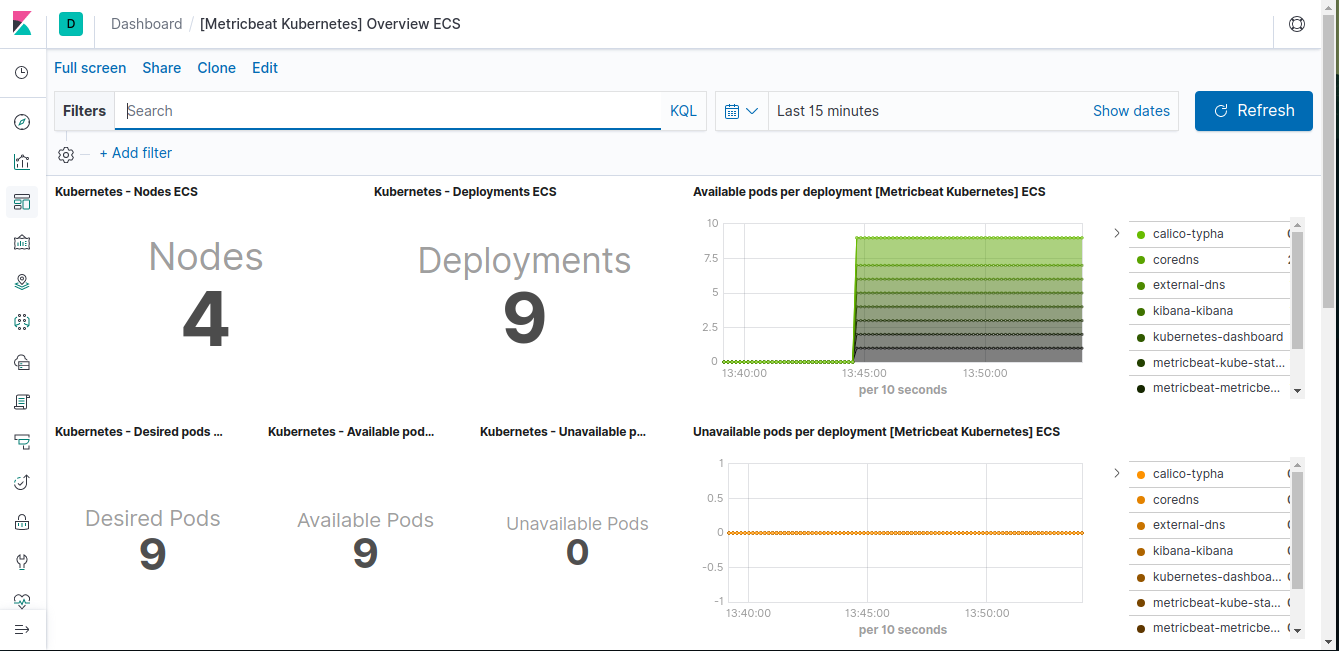 D Dashboard / [Metricbeat Kubernetes] Overview ECS
Full screen Share Clone Edit
Filters Search KQL Last 15 minutes Show dates Refresh
+ Add filter
Kubernetes - Nodes ECS
Nodes
4
Kubernetes - Deployments ECS
Deployments
9
Available pods per deployment [Metricbeat Kubernetes] ECS
10
7.5
5
2.5
0
13:40:00 13:45:00 13:50:00
per 10 seconds
calico-typha
coredns
external-dns
kibana-kibana
kubernetes-dashboard
metricbeat-kube-stat...
metricbeat-metricbe...
Kubernetes - Desired pods ...
Desired Pods
9
Kubernetes - Available pod...
Available Pods
9
Kubernetes - Unavailable p...
Unavailable Pods
0
Unavailable pods per deployment [Metricbeat Kubernetes] ECS
1
0.5
0
-0.5
-1
13:40:00 13:45:00 13:50:00
per 10 seconds
calico-typha
coredns
external-dns
kibana-kibana
kubernetes-dashboa...
metricbeat-kube-sta...
metricbeat-metricbe...